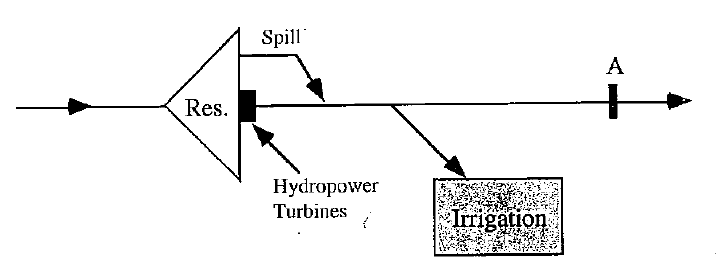 Spill
A
Res.
Hydropower
Turbines
Irrigation